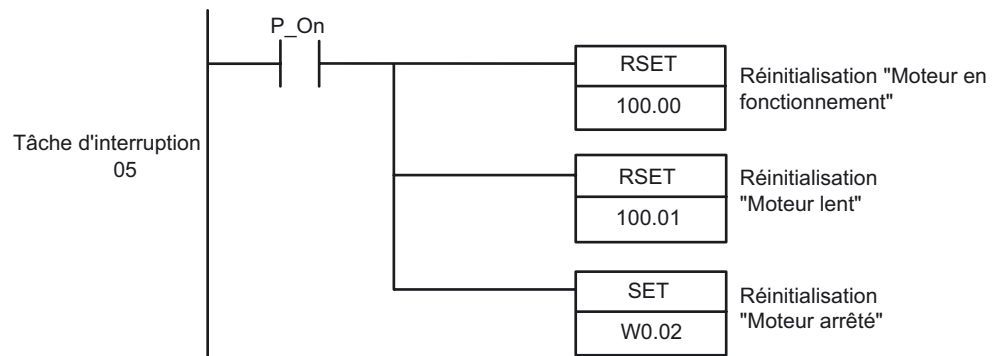 P_On
RSET
100.00
Réinitialisation "Moteur en
fonctionnement"
Tâche d'interruption
05
RSET
100.01
Réinitialisation
"Moteur lent"
SET
W0.02
Réinitialisation
"Moteur arrêté"